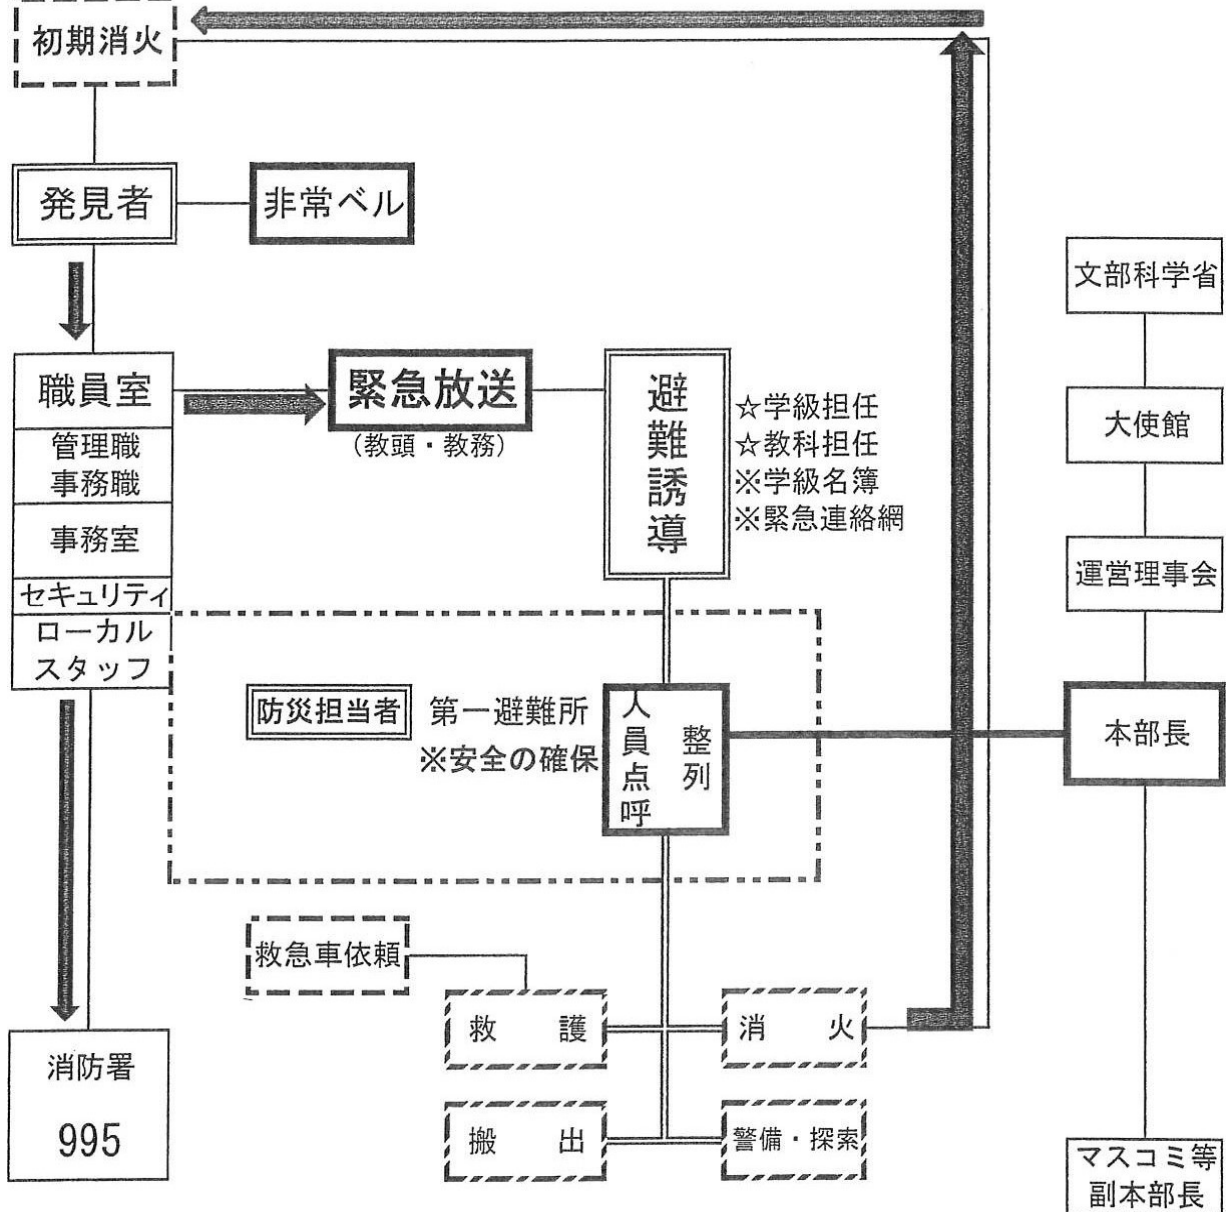 初期消火
発見者
非常ベル
文部科学省
職員室
緊急放送
(教頭・教務)
避難誘導
☆学級担任
☆教科担任
※学級名簿
※緊急連絡網
大使館
管理職
事務職
事務室
運営理事会
セキュリティ
ローカル
スタッフ
防災担当者
第一避難所
※安全の確保
人員点呼
整列
本部長
救急車依頼
救 護
消 火
消防署
995
搬 出
警備・探索
マスコミ等
副本部長